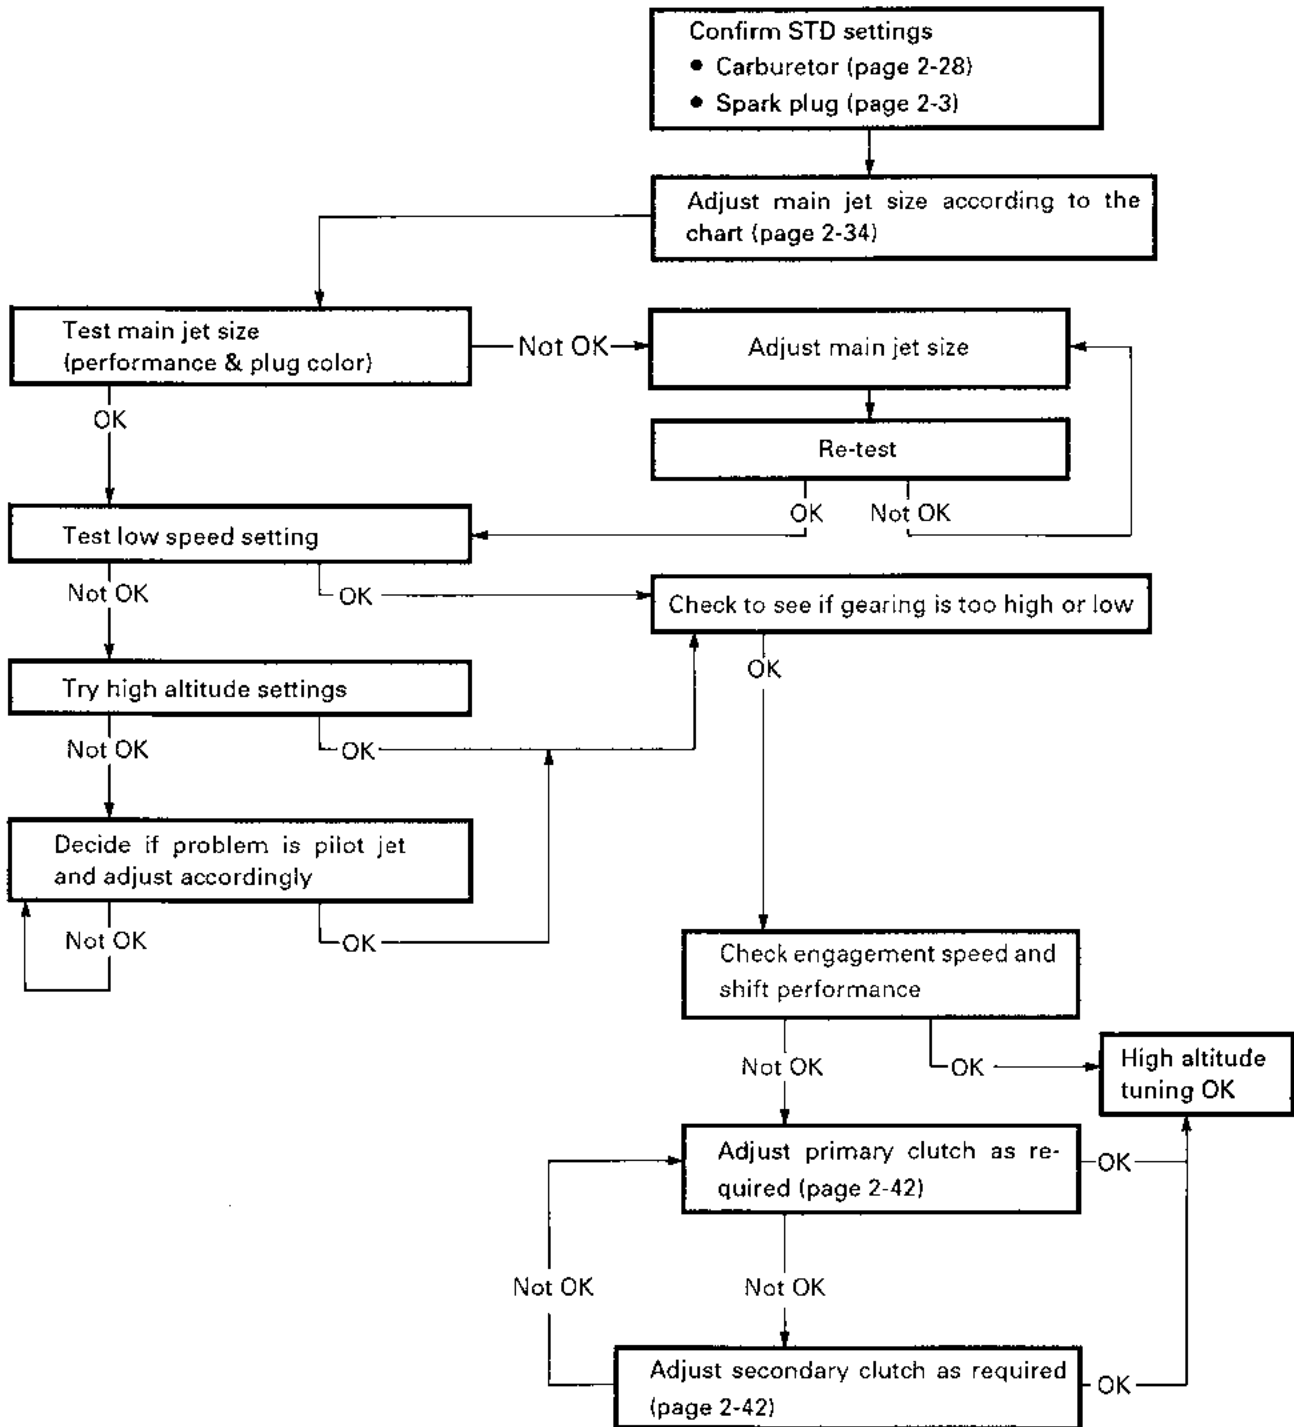 Confirm STD settings
• Carburetor (page 2-28)
• Spark plug (page 2-3)
Adjust main jet size according to the
chart (page 2-34)
Test main jet size
(performance & plug color)
Not OK
Adjust main jet size
OK
Re-test
OK
Not OK
Test low speed setting
Not OK
OK
Check to see if gearing is too high or low
OK
Try high altitude settings
Not OK
OK
Decide if problem is pilot jet
and adjust accordingly
Not OK
OK
Check engagement speed and
shift performance
Not OK
OK
High altitude
tuning OK
Adjust primary clutch as re-
quired (page 2-42)
OK
Not OK
Not OK
Adjust secondary clutch as required
(page 2-42)
OK